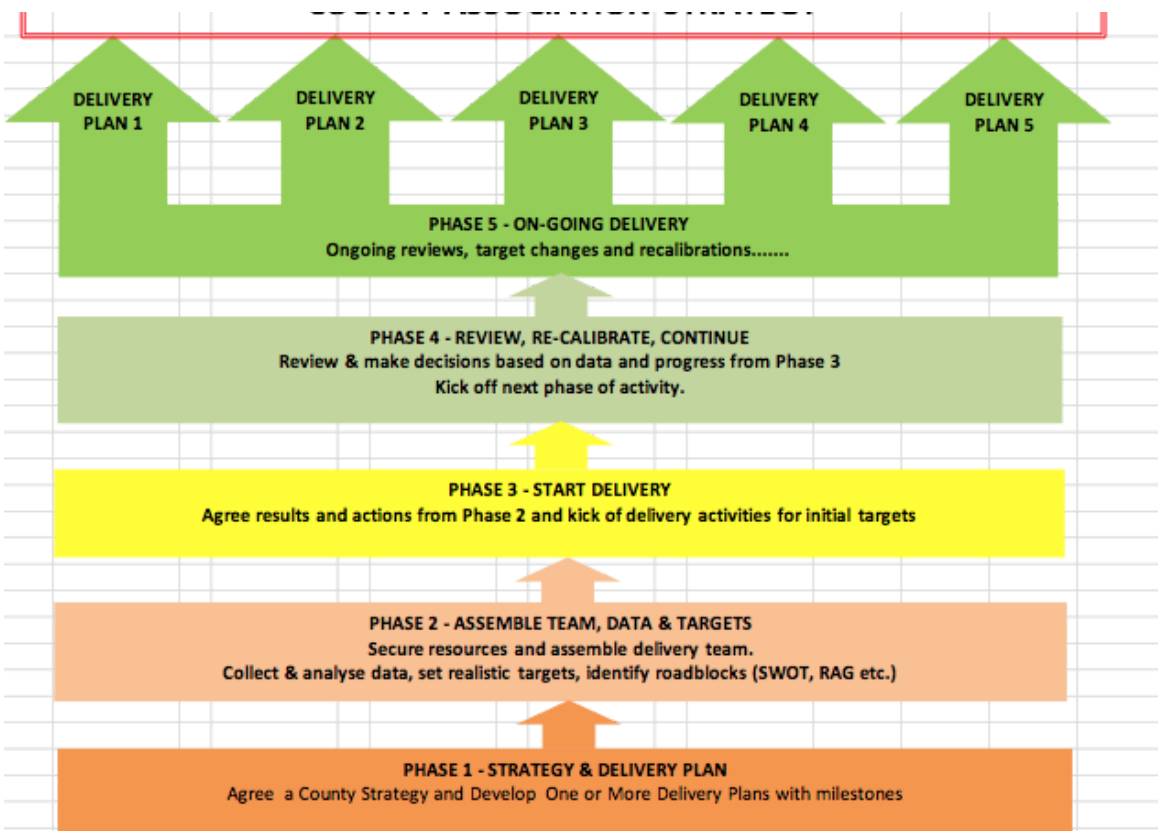 COUNTY ASSOCIATION STRATEGY
DELIVERY
PLAN 1
DELIVERY
PLAN 2
DELIVERY
PLAN 3
DELIVERY
PLAN 4
DELIVERY
PLAN 5
PHASE 5 - ON-GOING DELIVERY
Ongoing reviews, target changes and recalibrations.......
PHASE 4 - REVIEW, RE-CALIBRATE, CONTINUE
Review & make decisions based on data and progress from Phase 3
Kick off next phase of activity.
PHASE 3 - START DELIVERY
Agree results and actions from Phase 2 and kick of delivery activities for initial targets
PHASE 2 - ASSEMBLE TEAM, DATA & TARGETS
Secure resources and assemble delivery team.
Collect & analyse data, set realistic targets, identify roadblocks (SWOT, RAG etc.)
PHASE 1 - STRATEGY & DELIVERY PLAN
Agree a County Strategy and Develop One or More Delivery Plans with milestones